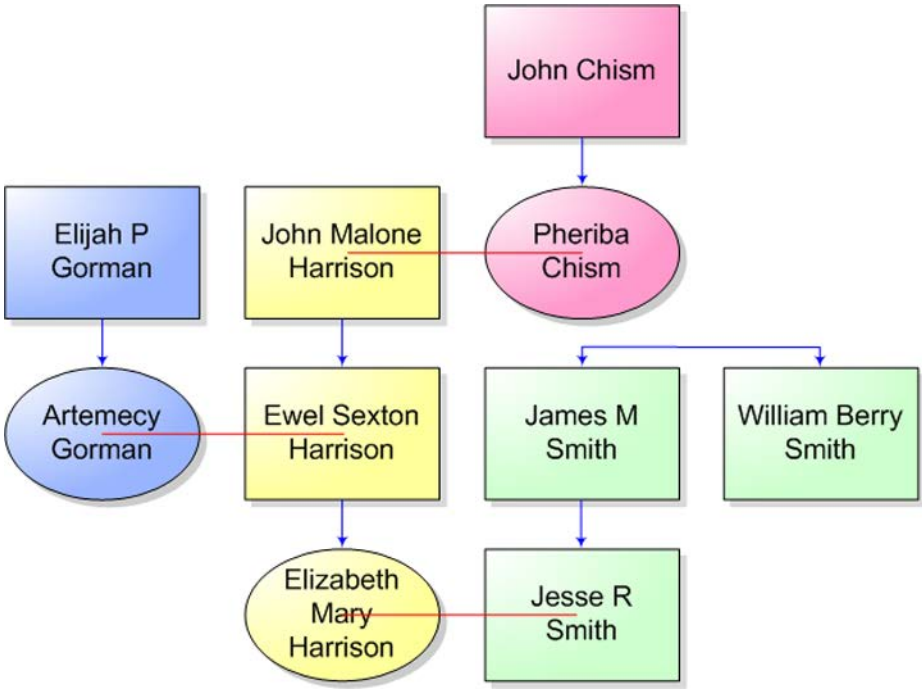 John Chism
Elijah P
Gorman
John Malone
Harrison
Pheriba
Chism
Artemecy
Gorman
Ewel Sexton
Harrison
James M
Smith
William Berry
Smith
Elizabeth
Mary
Harrison
Jesse R
Smith